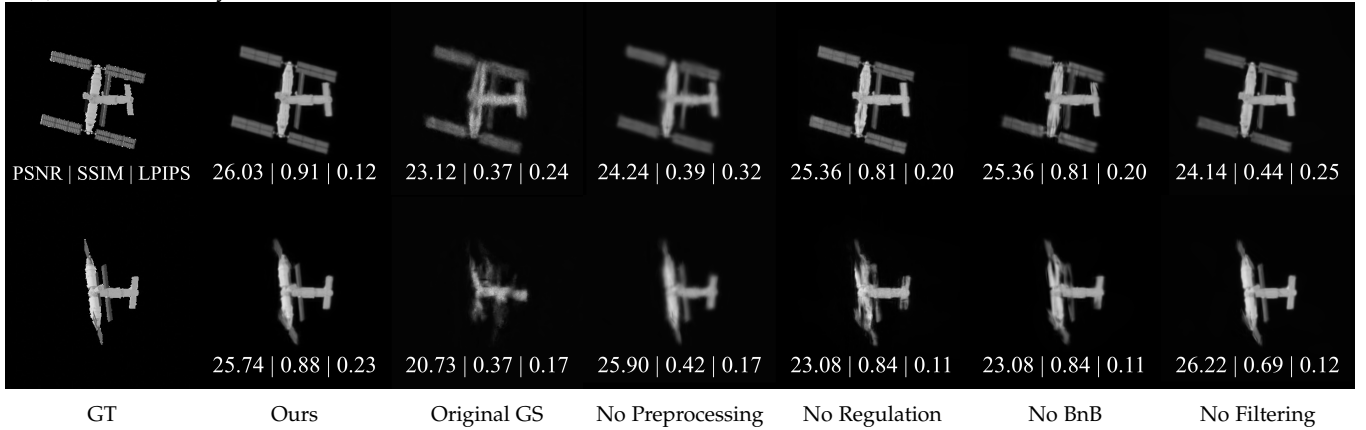 PSNR | SSIM | LPIPS 26.03 | 0.91 | 0.12 23.12 | 0.37 | 0.24 24.24 | 0.39 | 0.32 25.36 | 0.81 | 0.20 25.36 | 0.81 | 0.20 24.14 | 0.44 | 0.25
25.74 | 0.88 | 0.23 20.73 | 0.37 | 0.17 25.90 | 0.42 | 0.17 23.08 | 0.84 | 0.11 23.08 | 0.84 | 0.11 26.22 | 0.69 | 0.12
GT Ours Original GS No Preprocessing No Regulation No BnB No Filtering